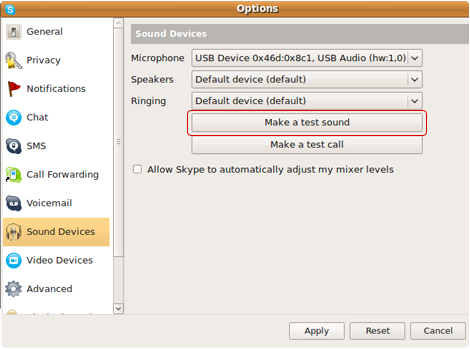 Options
General
Privacy
Notifications
Chat
SMS
Call Forwarding
Voicemail
Sound Devices
Video Devices
Advanced
Sound Devices
Microphone USB Device 0x46d:0x8c1, USB Audio (hw:1,0)
Speakers Default device (default)
Ringing Default device (default)
Make a test sound
Make a test call
Allow Skype to automatically adjust my mixer levels
Apply Reset Cancel